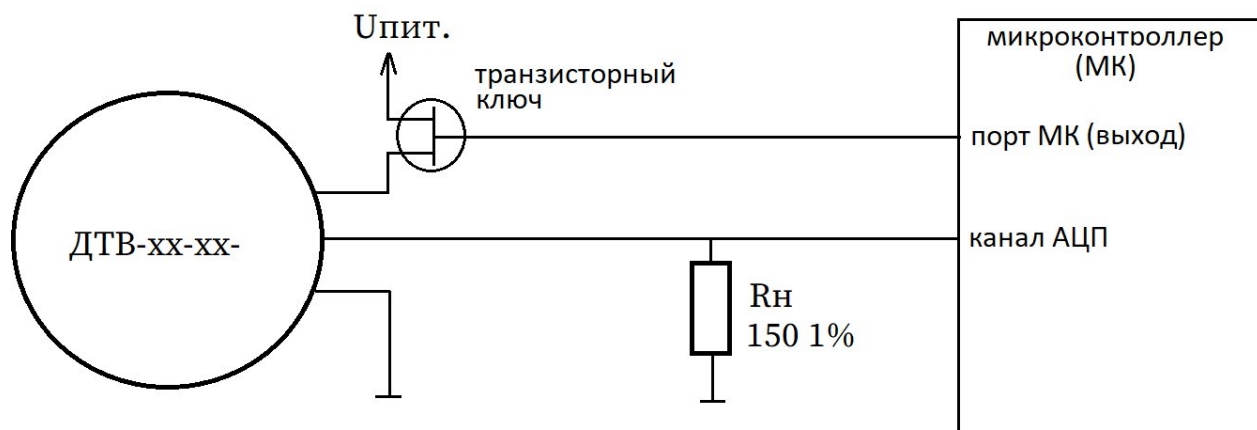 Uпит.
транзисторный
ключ
микроконтроллер
(МК)
порт МК (выход)
канал АЦП
ДТВ-хх-хх-
Rн
150 1%